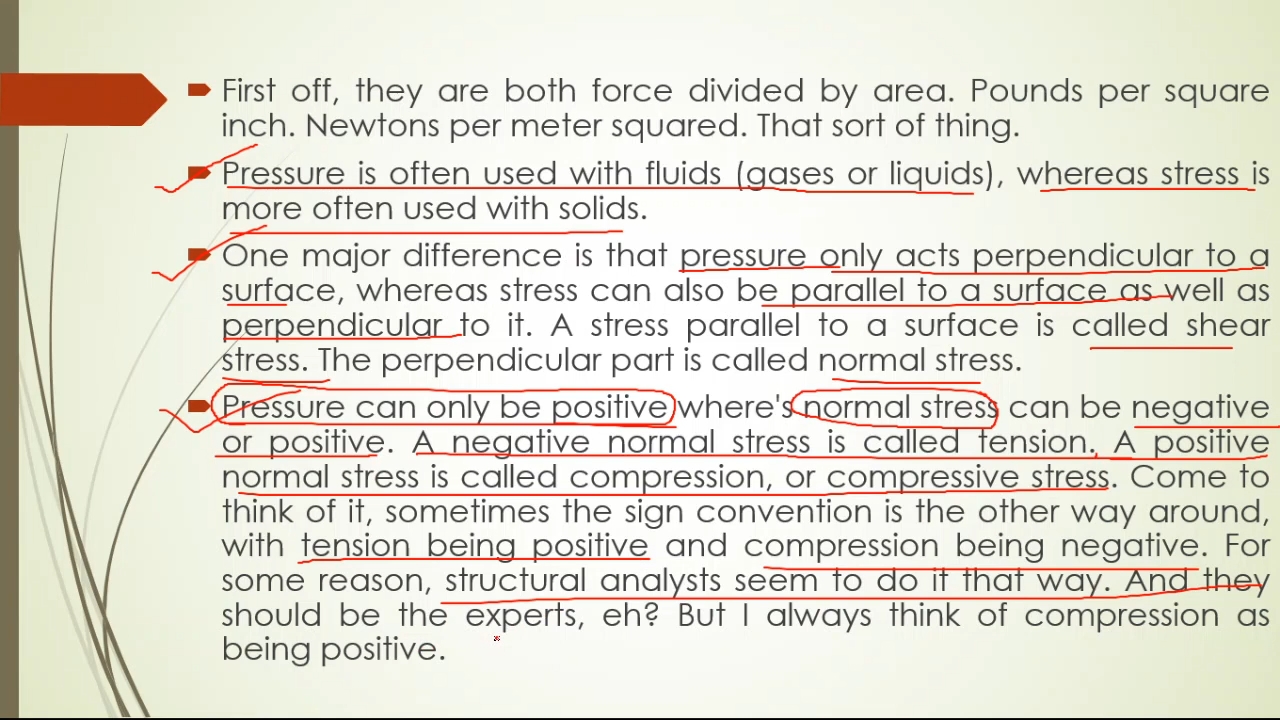 First off, they are both force divided by area. Pounds per square
inch. Newtons per meter squared. That sort of thing.
Pressure is often used with fluids (gases or liquids), whereas stress is
more often used with solids.
One major difference is that pressure only acts perpendicular to a
surface, whereas stress can also be parallel to a surface as well as
perpendicular to it. A stress parallel to a surface is called shear
stress. The perpendicular part is called normal stress.
Pressure can only be positive where's normal stress can be negative
or positive. A negative normal stress is called tension. A positive
normal stress is called compression, or compressive stress. Come to
think of it, sometimes the sign convention is the other way around,
with tension being positive and compression being negative. For
some reason, structural analysts seem to do it that way. And they
should be the experts, eh? But I always think of compression as
being positive.